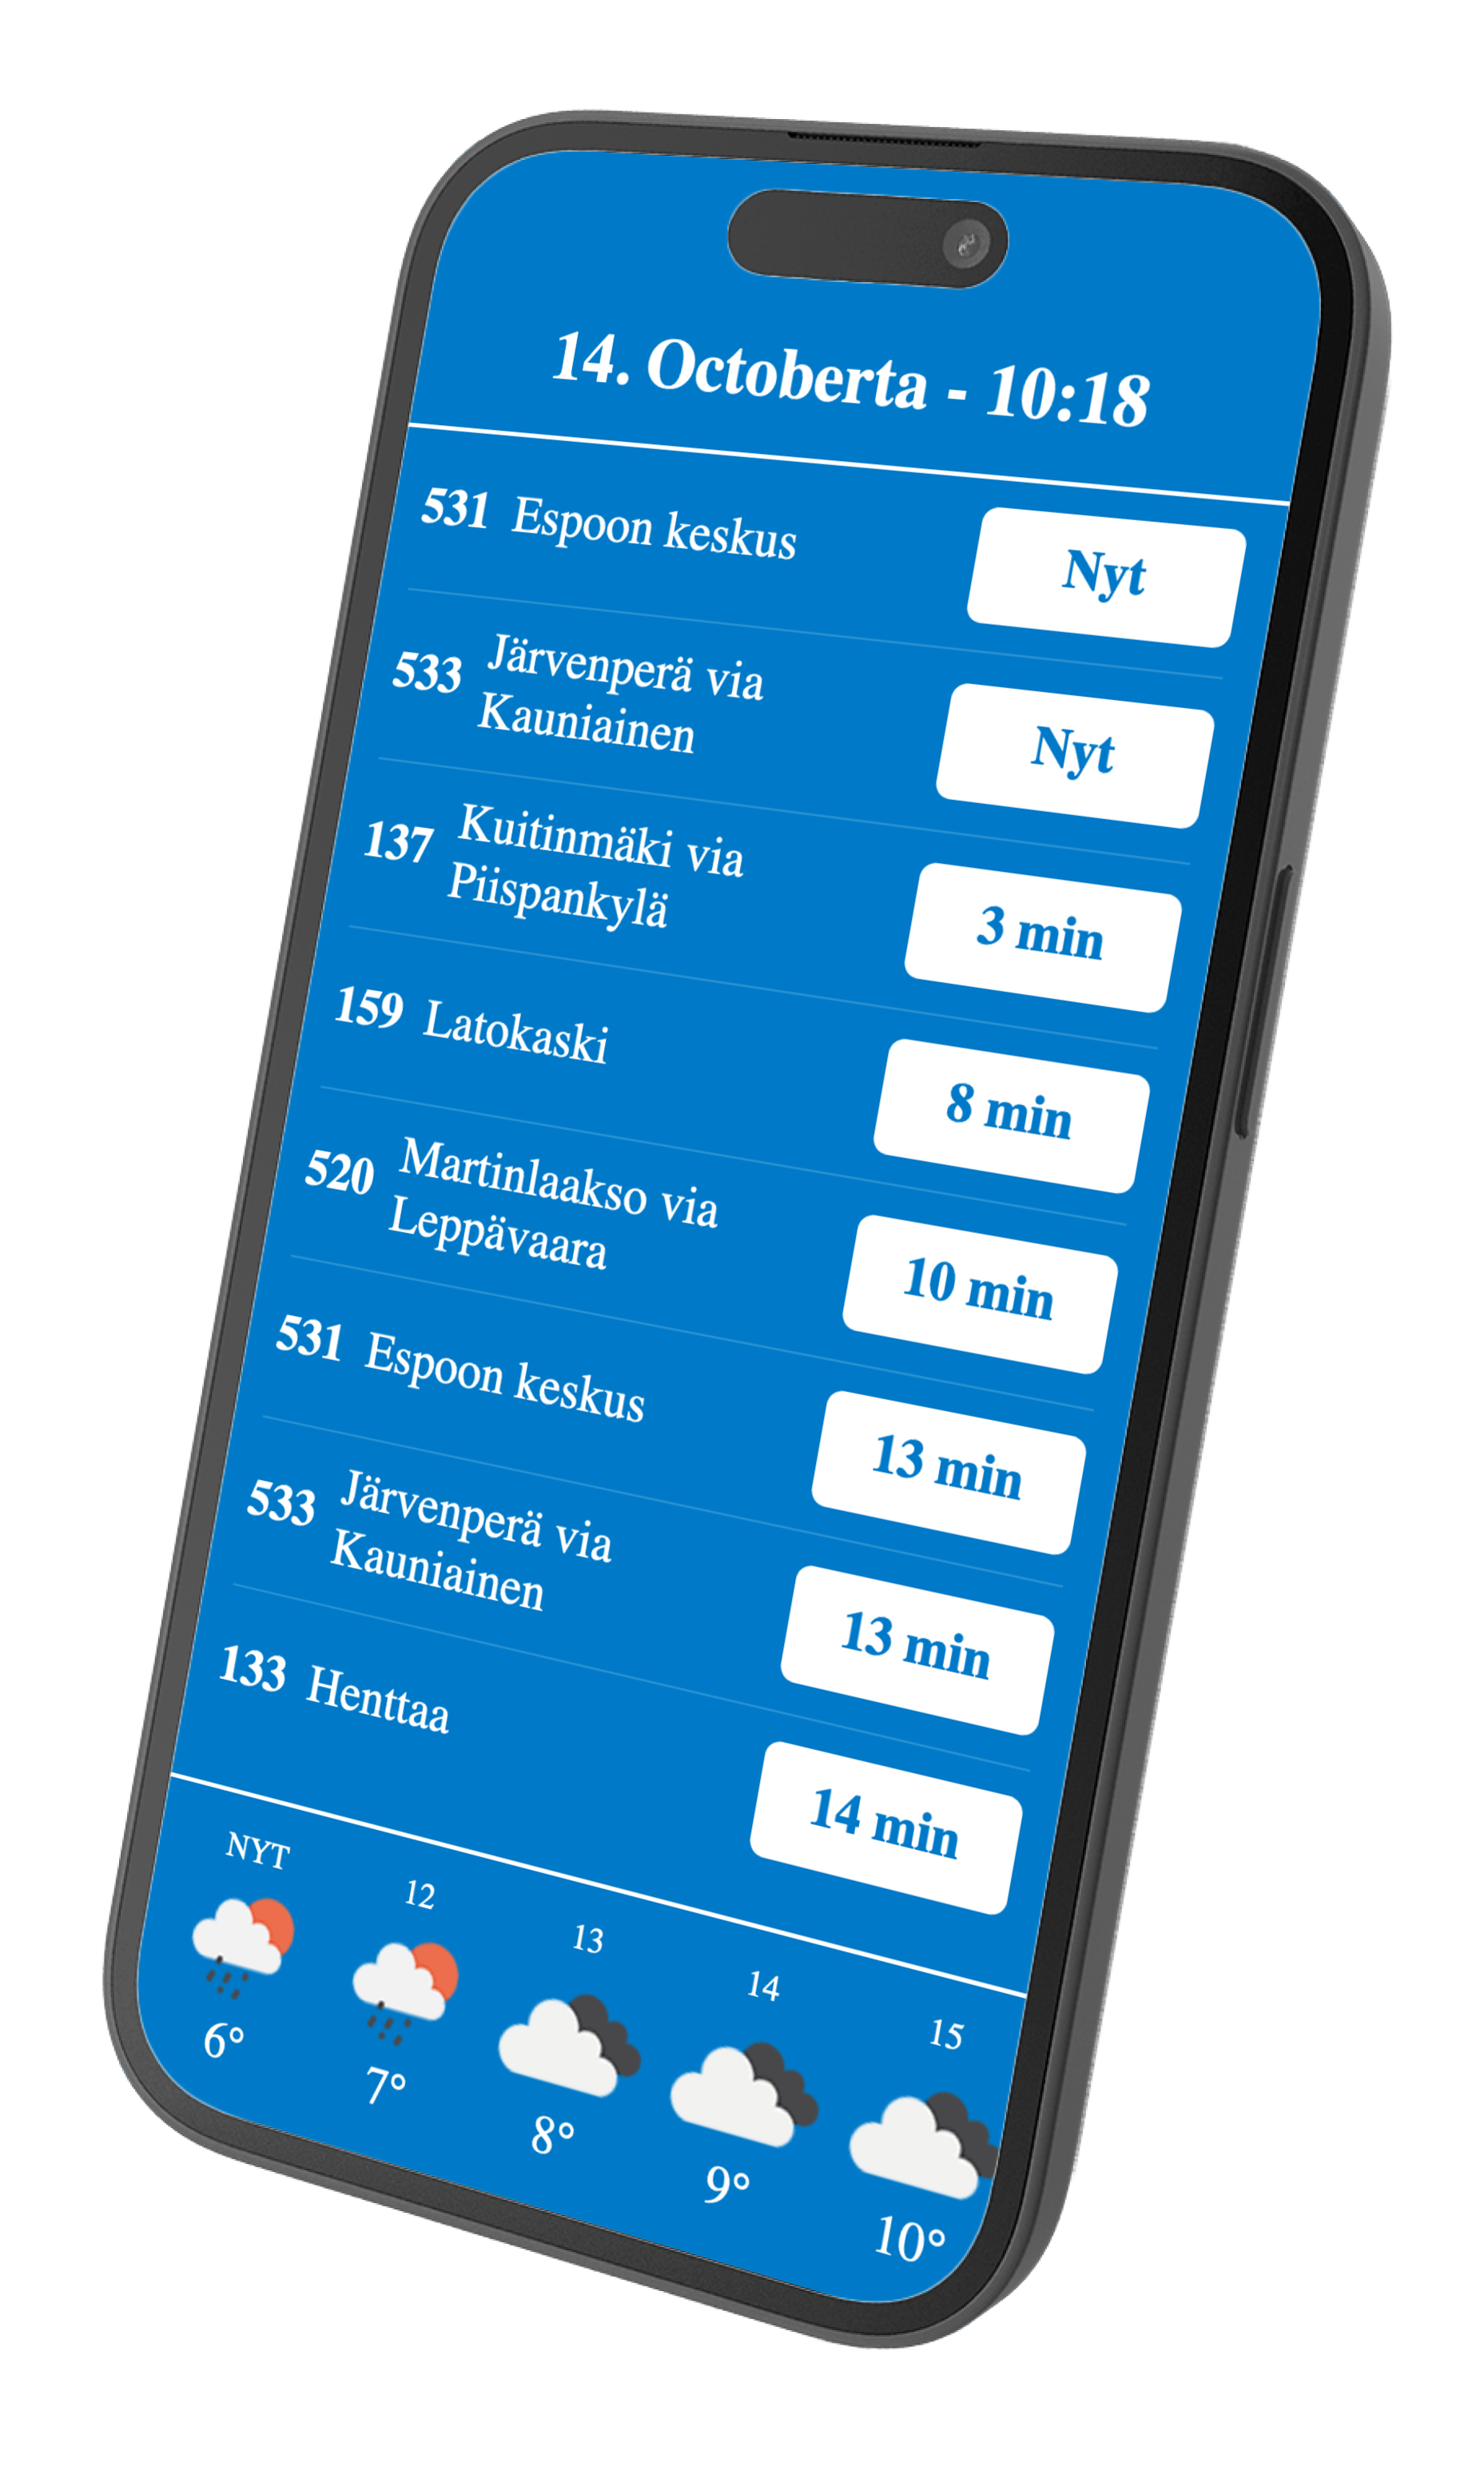 14. Octoberta - 10:18
531 Espoon keskus Nyt
533 Järvenperä via
Kauniainen
Nyt
137 Kuitinmäki via
Piispankylä
3 min
159 Latokaski 8 min
520 Martinlaakso via
Leppävaara
10 min
531 Espoon keskus 13 min
533 Järvenperä via
Kauniainen
13 min
133 Henttaa 14 min
NYT 12 13 14 15
6° 7° 8° 9° 10°